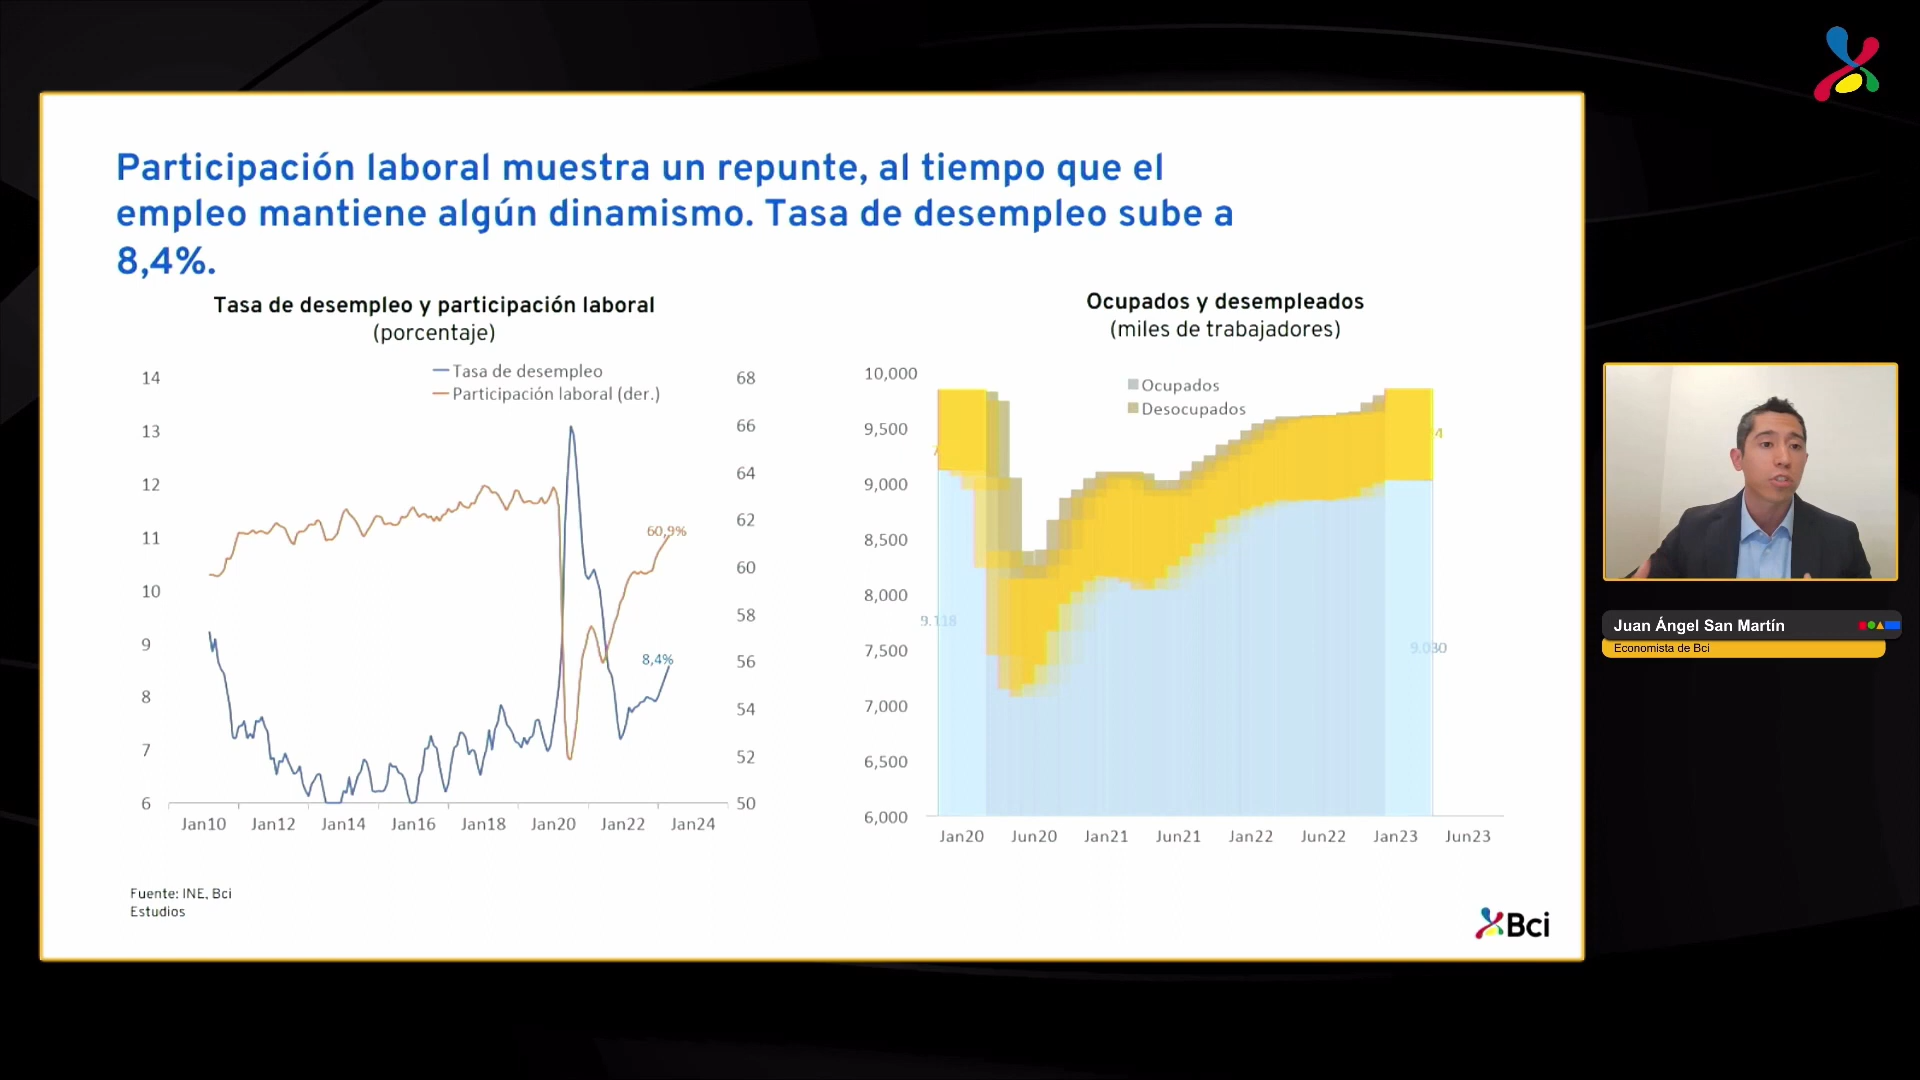 Participación laboral muestra un repunte, al tiempo que el
empleo mantiene algún dinamismo. Tasa de desempleo sube a
8,4%.
Tasa de desempleo y participación laboral
(porcentaje)
Tasa de desempleo
Participación laboral (der.)
14
13
12
11
10
9
8
7
6
68
66
64
62
60
58
56
54
52
50
60,9%
8,4%
Jan10 Jan12 Jan14 Jan16 Jan18 Jan20 Jan22 Jan24
Ocupados y desempleados
(miles de trabajadores)
Ocupados
Desocupados
10,000
9,500
9,000
8,500
8,000
7,500
7,000
6,500
6,000
9.118
9.030
Jan20 Jun20 Jan21 Jun21 Jan22 Jun22 Jan23 Jun23
Fuente: INE, Bci
Estudios
Bci
Juan Ángel San Martín
Economista de Bci